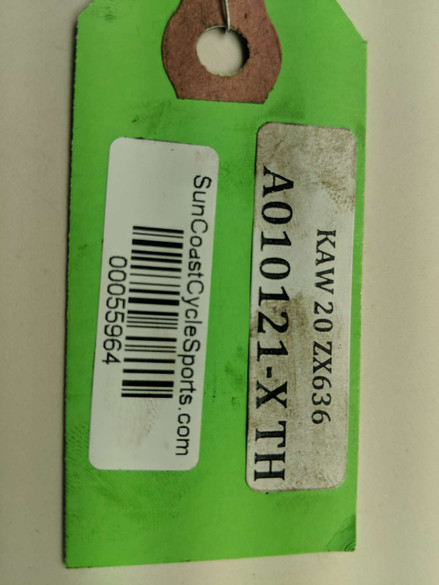 KAW 20 ZX636
A010121-X TH
SunCoastCycleSports.com
00055964